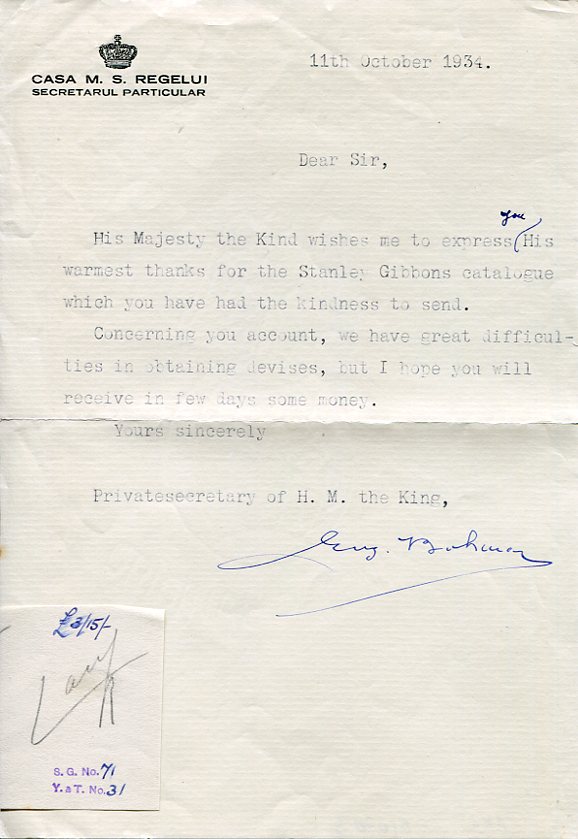 CASA M. S. REGELUI
SECRETARUL PARTICULAR
11th October 1934.
Dear Sir,
you
His Majesty the Kind wishes me to express His
warmest thanks for the Stanley Gibbons catalogue
which you have had the kindness to send.
Concerning you account, we have great difficul-
ties in obtaining devises, but I hope you will
receive in few days some money.
Yours sincerely
Privatesecretary of H. M. the King,
Eug.
£3/15/-
S. G. No. 71
Y. & T. No. 31